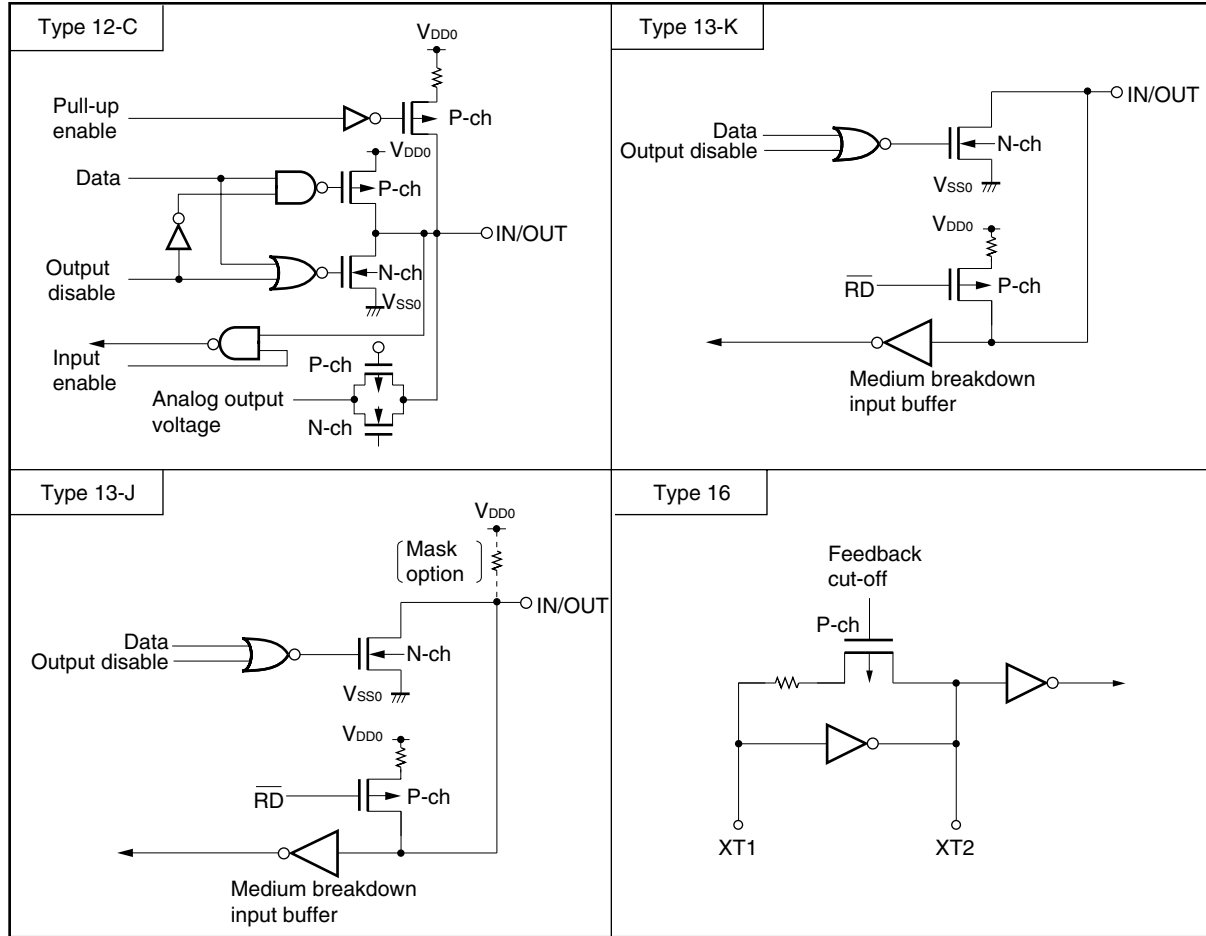 Type 12-C
VDD0
Pull-up
enable
P-ch
VDD0
Data
P-ch
IN/OUT
Output
disable
N-ch
VSS0
Input
enable
P-ch
Analog output
voltage
N-ch
Type 13-K
IN/OUT
Data
Output disable
N-ch
VSS0
VDD0
RD
P-ch
Medium breakdown
input buffer
Type 13-J
VDD0
Mask
option
IN/OUT
Data
Output disable
N-ch
VSS0
VDD0
RD
P-ch
Medium breakdown
input buffer
Type 16
Feedback
cut-off
P-ch
XT1
XT2